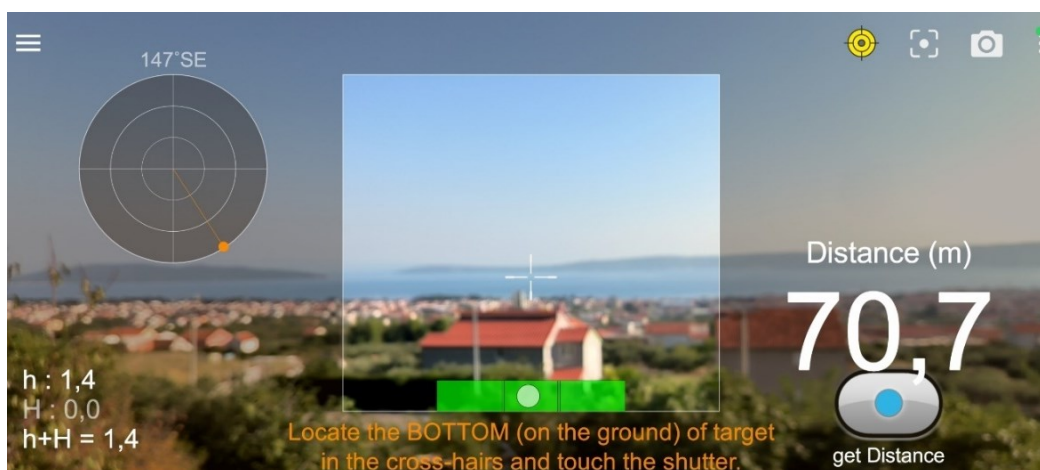 147°SE
Distance (m)
70,7
h : 1,4
H : 0,0
h+H = 1,4
Locate the BOTTOM (on the ground) of target
in the cross-hairs and touch the shutter.
get Distance